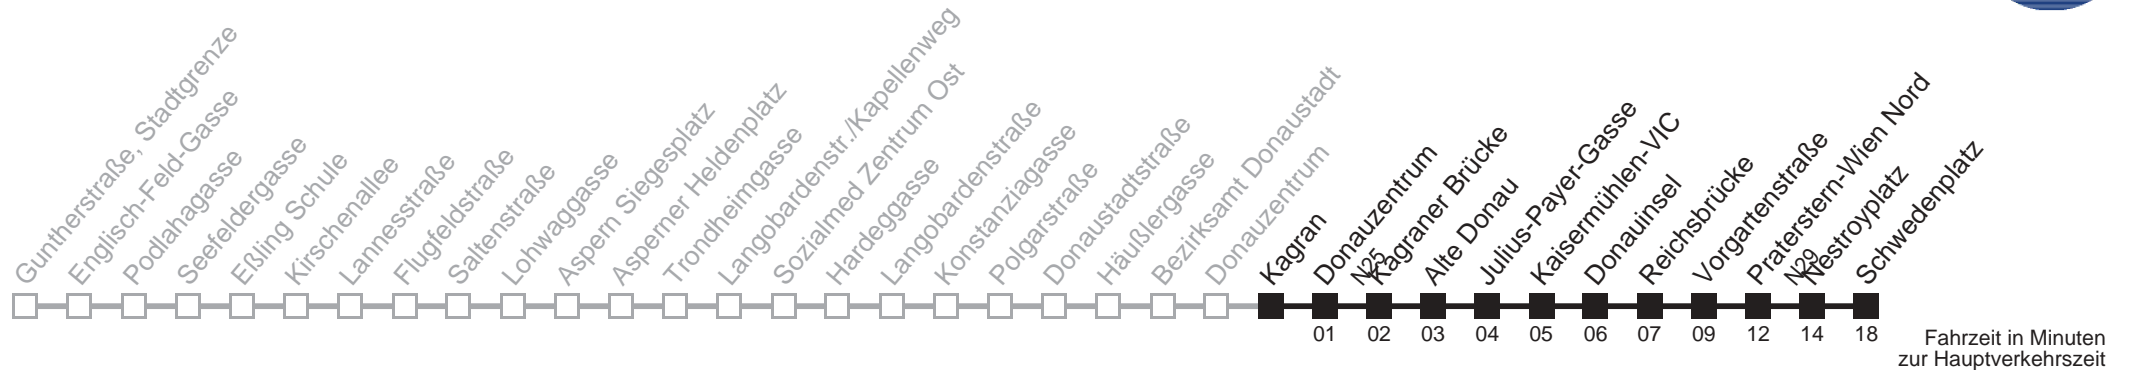 Guntherstraße, Stadtgrenze
Englisch-Feld-Gasse
Podlahagasse
Seefeldergasse
Eßling Schule
Kirschenallee
Lannesstraße
Flugfeldstraße
Saltenstraße
Lohwaggasse
Aspern Siegesplatz
Asperner Heldenplatz
Trondheimgasse
Langobardenstr./Kapellenweg
Sozialmed Zentrum Ost
Hardeggasse
Langobardenstraße
Konstanziagasse
Polgarstraße
Donaustadtstraße
Häußlergasse
Bezirksamt Donaustadt
Donauzentrum
Kagran
Donauzentrum
N25
Kagraner Brücke
Alte Donau
Julius-Payer-Gasse
Kaisermühlen-VIC
Donauinsel
Reichsbrücke
Vorgartenstraße
Praterstern-Wien Nord
N29
Nestroyplatz
Schwedenplatz
01 02 03 04 05 06 07 09 12 14 18
Fahrzeit in Minuten
zur Hauptverkehrszeit